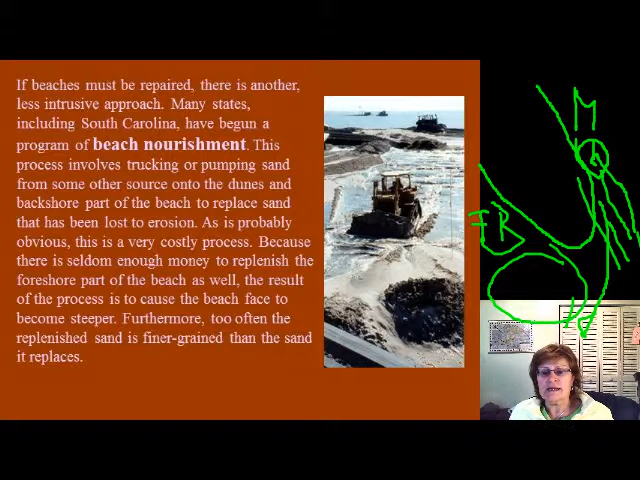 If beaches must be repaired, there is another,
less intrusive approach. Many states,
including South Carolina, have begun a
program of beach nourishment. This
process involves trucking or pumping sand
from some other source onto the dunes and
backshore part of the beach to replace sand
that has been lost to erosion. As is probably
obvious, this is a very costly process. Because
there is seldom enough money to replenish the
foreshore part of the beach as well, the result
of the process is to cause the beach face to
become steeper. Furthermore, too often the
replenished sand is finer-grained than the sand
it replaces.
M